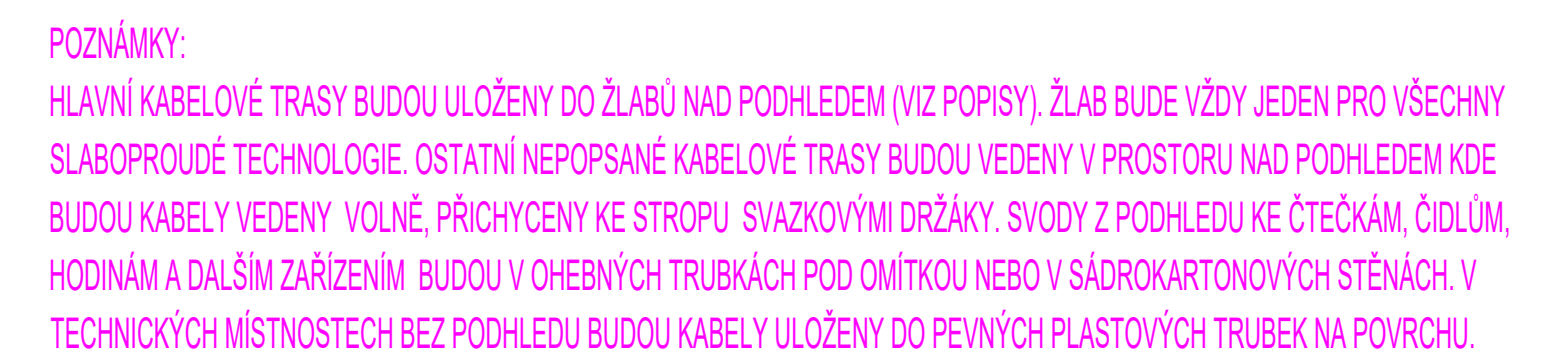 POZNÁMKY:
HLAVNÍ KABELOVÉ TRASY BUDOU ULOŽENY DO ŽLABŮ NAD PODHLEDEM (VIZ POPISY). ŽLAB BUDE VŽDY JEDEN PRO VŠECHNY
SLABOPROUDÉ TECHNOLOGIE. OSTATNÍ NEPOPSANÉ KABELOVÉ TRASY BUDOU VEDENY V PROSTORU NAD PODHLEDEM KDE
BUDOU KABELY VEDENY  VOLNĚ, PŘICHYCENY KE STROPU  SVAZKOVÝMI DRŽÁKY. SVODY Z PODHLEDU KE ČTEČKÁM, ČIDLŮM,
HODINÁM A DALŠÍM ZAŘÍZENÍM  BUDOU V OHEBNÝCH TRUBKÁCH POD OMÍTKOU NEBO V SÁDROKARTONOVÝCH STĚNÁCH. V
TECHNICKÝCH MÍSTNOSTECH BEZ PODHLEDU BUDOU KABELY ULOŽENY DO PEVNÝCH PLASTOVÝCH TRUBEK NA POVRCHU.